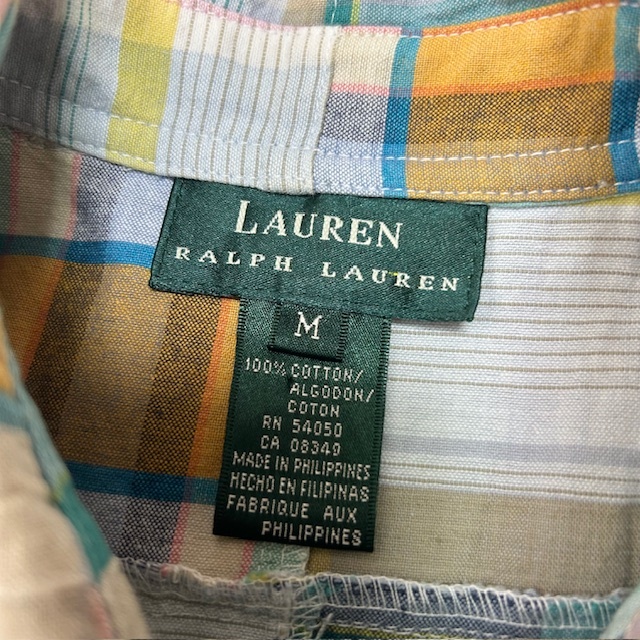 LAUREN
RALPH LAUREN
M
100% COTTON/
ALGODON/
COTON
RN 54050
CA 08349
MADE IN PHILIPPINES
HECHO EN FILIPINAS
FABRIQUE AUX
PHILIPPINES